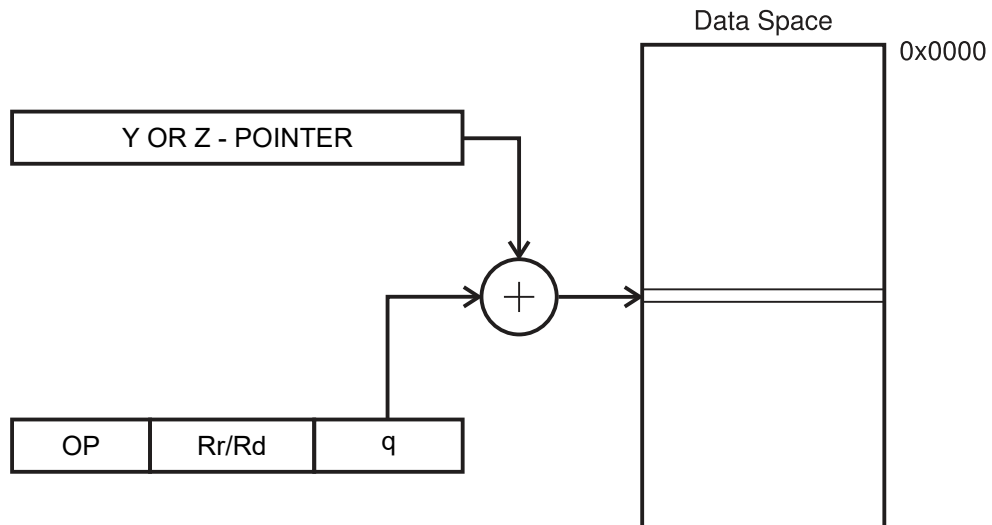 Data Space
0x0000
Y OR Z - POINTER
+
OP Rr/Rd q